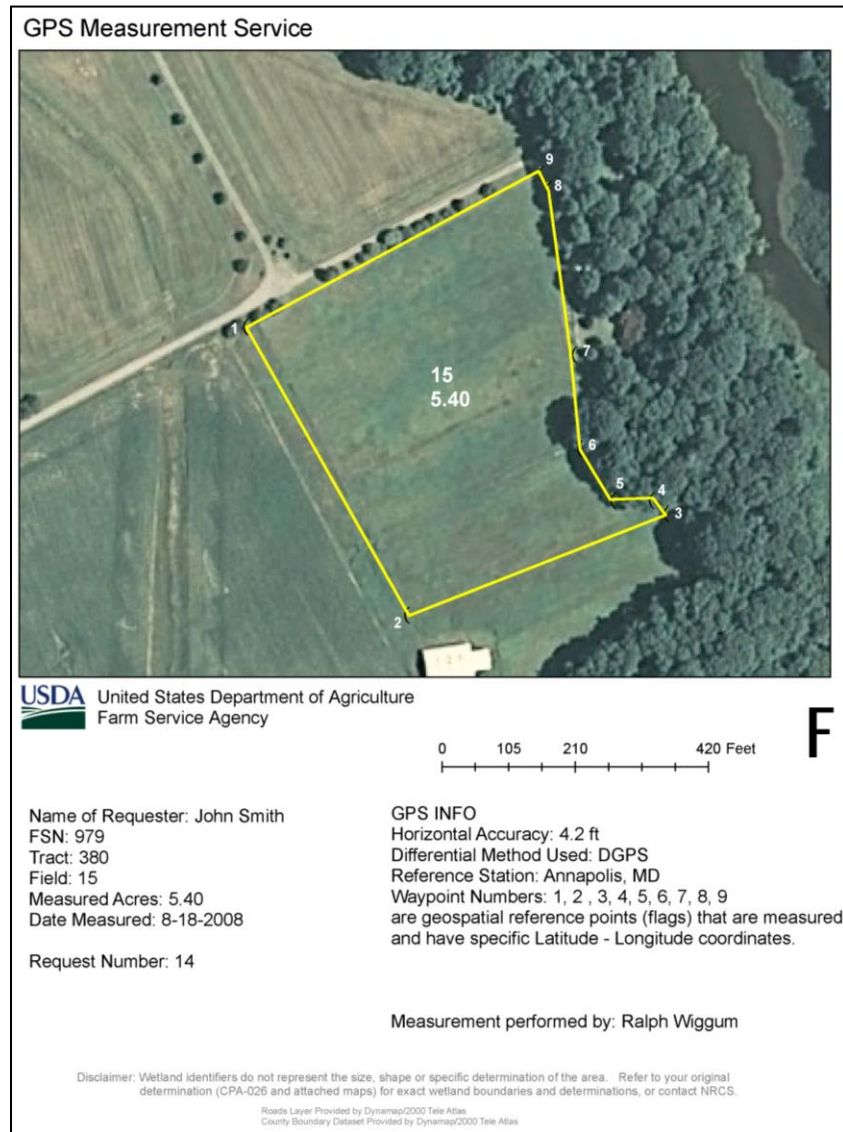 GPS Measurement Service
9
8
1
7
15
5.40
6
5
4
3
2
USDA United States Department of Agriculture
Farm Service Agency
0 105 210 420 Feet
F
Name of Requester: John Smith
FSN: 979
Tract: 380
Field: 15
Measured Acres: 5.40
Date Measured: 8-18-2008
Request Number: 14
GPS INFO
Horizontal Accuracy: 4.2 ft
Differential Method Used: DGPS
Reference Station: Annapolis, MD
Waypoint Numbers: 1, 2 , 3, 4, 5, 6, 7, 8, 9
are geospatial reference points (flags) that are measured
and have specific Latitude - Longitude coordinates.
Measurement performed by: Ralph Wiggum
Disclaimer: Wetland identifiers do not represent the size, shape or specific determination of the area. Refer to your original
determination (CPA-026 and attached maps) for exact wetland boundaries and determinations, or contact NRCS.
Roads Layer Provided by Dynamap/2000 Tele Atlas
County Boundary Dataset Provided by Dynamap/2000 Tele Atlas